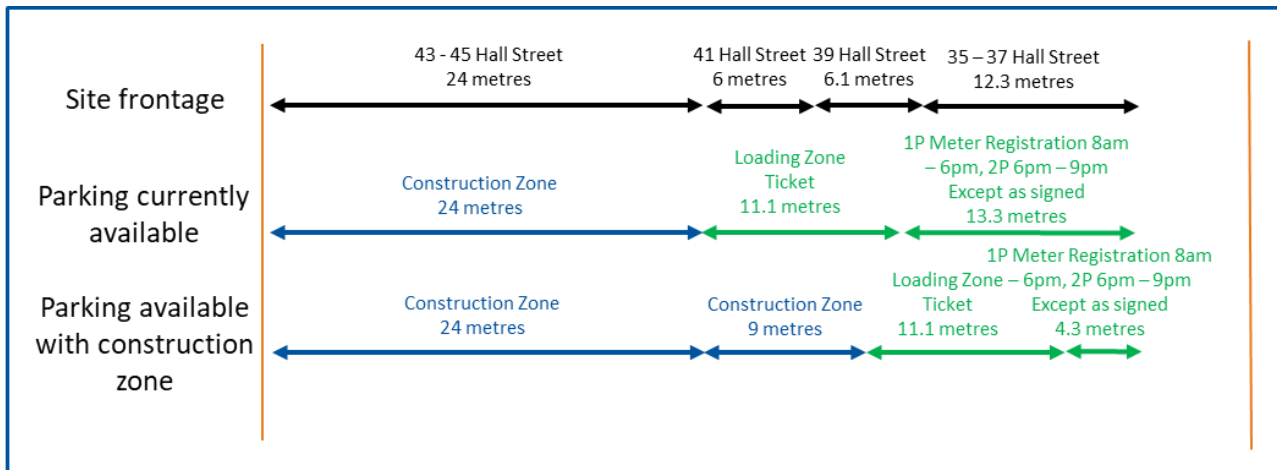 Site frontage
43 - 45 Hall Street
24 metres
41 Hall Street
6 metres
39 Hall Street
6.1 metres
35 – 37 Hall Street
12.3 metres
Parking currently
available
Construction Zone
24 metres
Loading Zone
Ticket
11.1 metres
1P Meter Registration 8am
– 6pm, 2P 6pm – 9pm
Except as signed
13.3 metres
Parking available
with construction
zone
Construction Zone
24 metres
Construction Zone
9 metres
Loading Zone
Ticket
11.1 metres
1P Meter Registration 8am
– 6pm, 2P 6pm – 9pm
Except as signed
4.3 metres